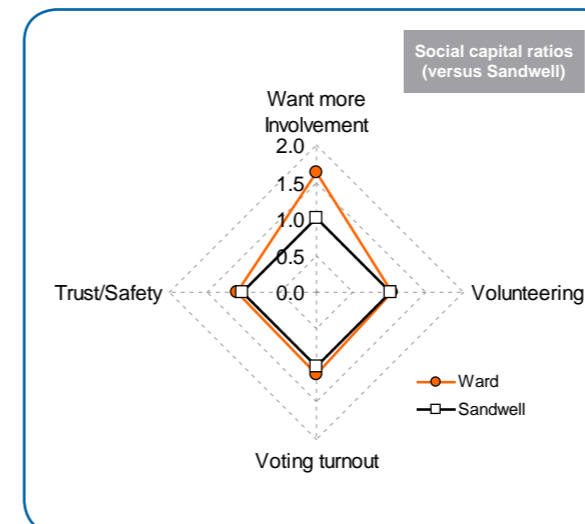 Social capital ratios
(versus Sandwell)
Want more
Involvement
2.0
1.5
1.0
0.5
0.0
Trust/Safety
Volunteering
Ward
Sandwell
Voting turnout